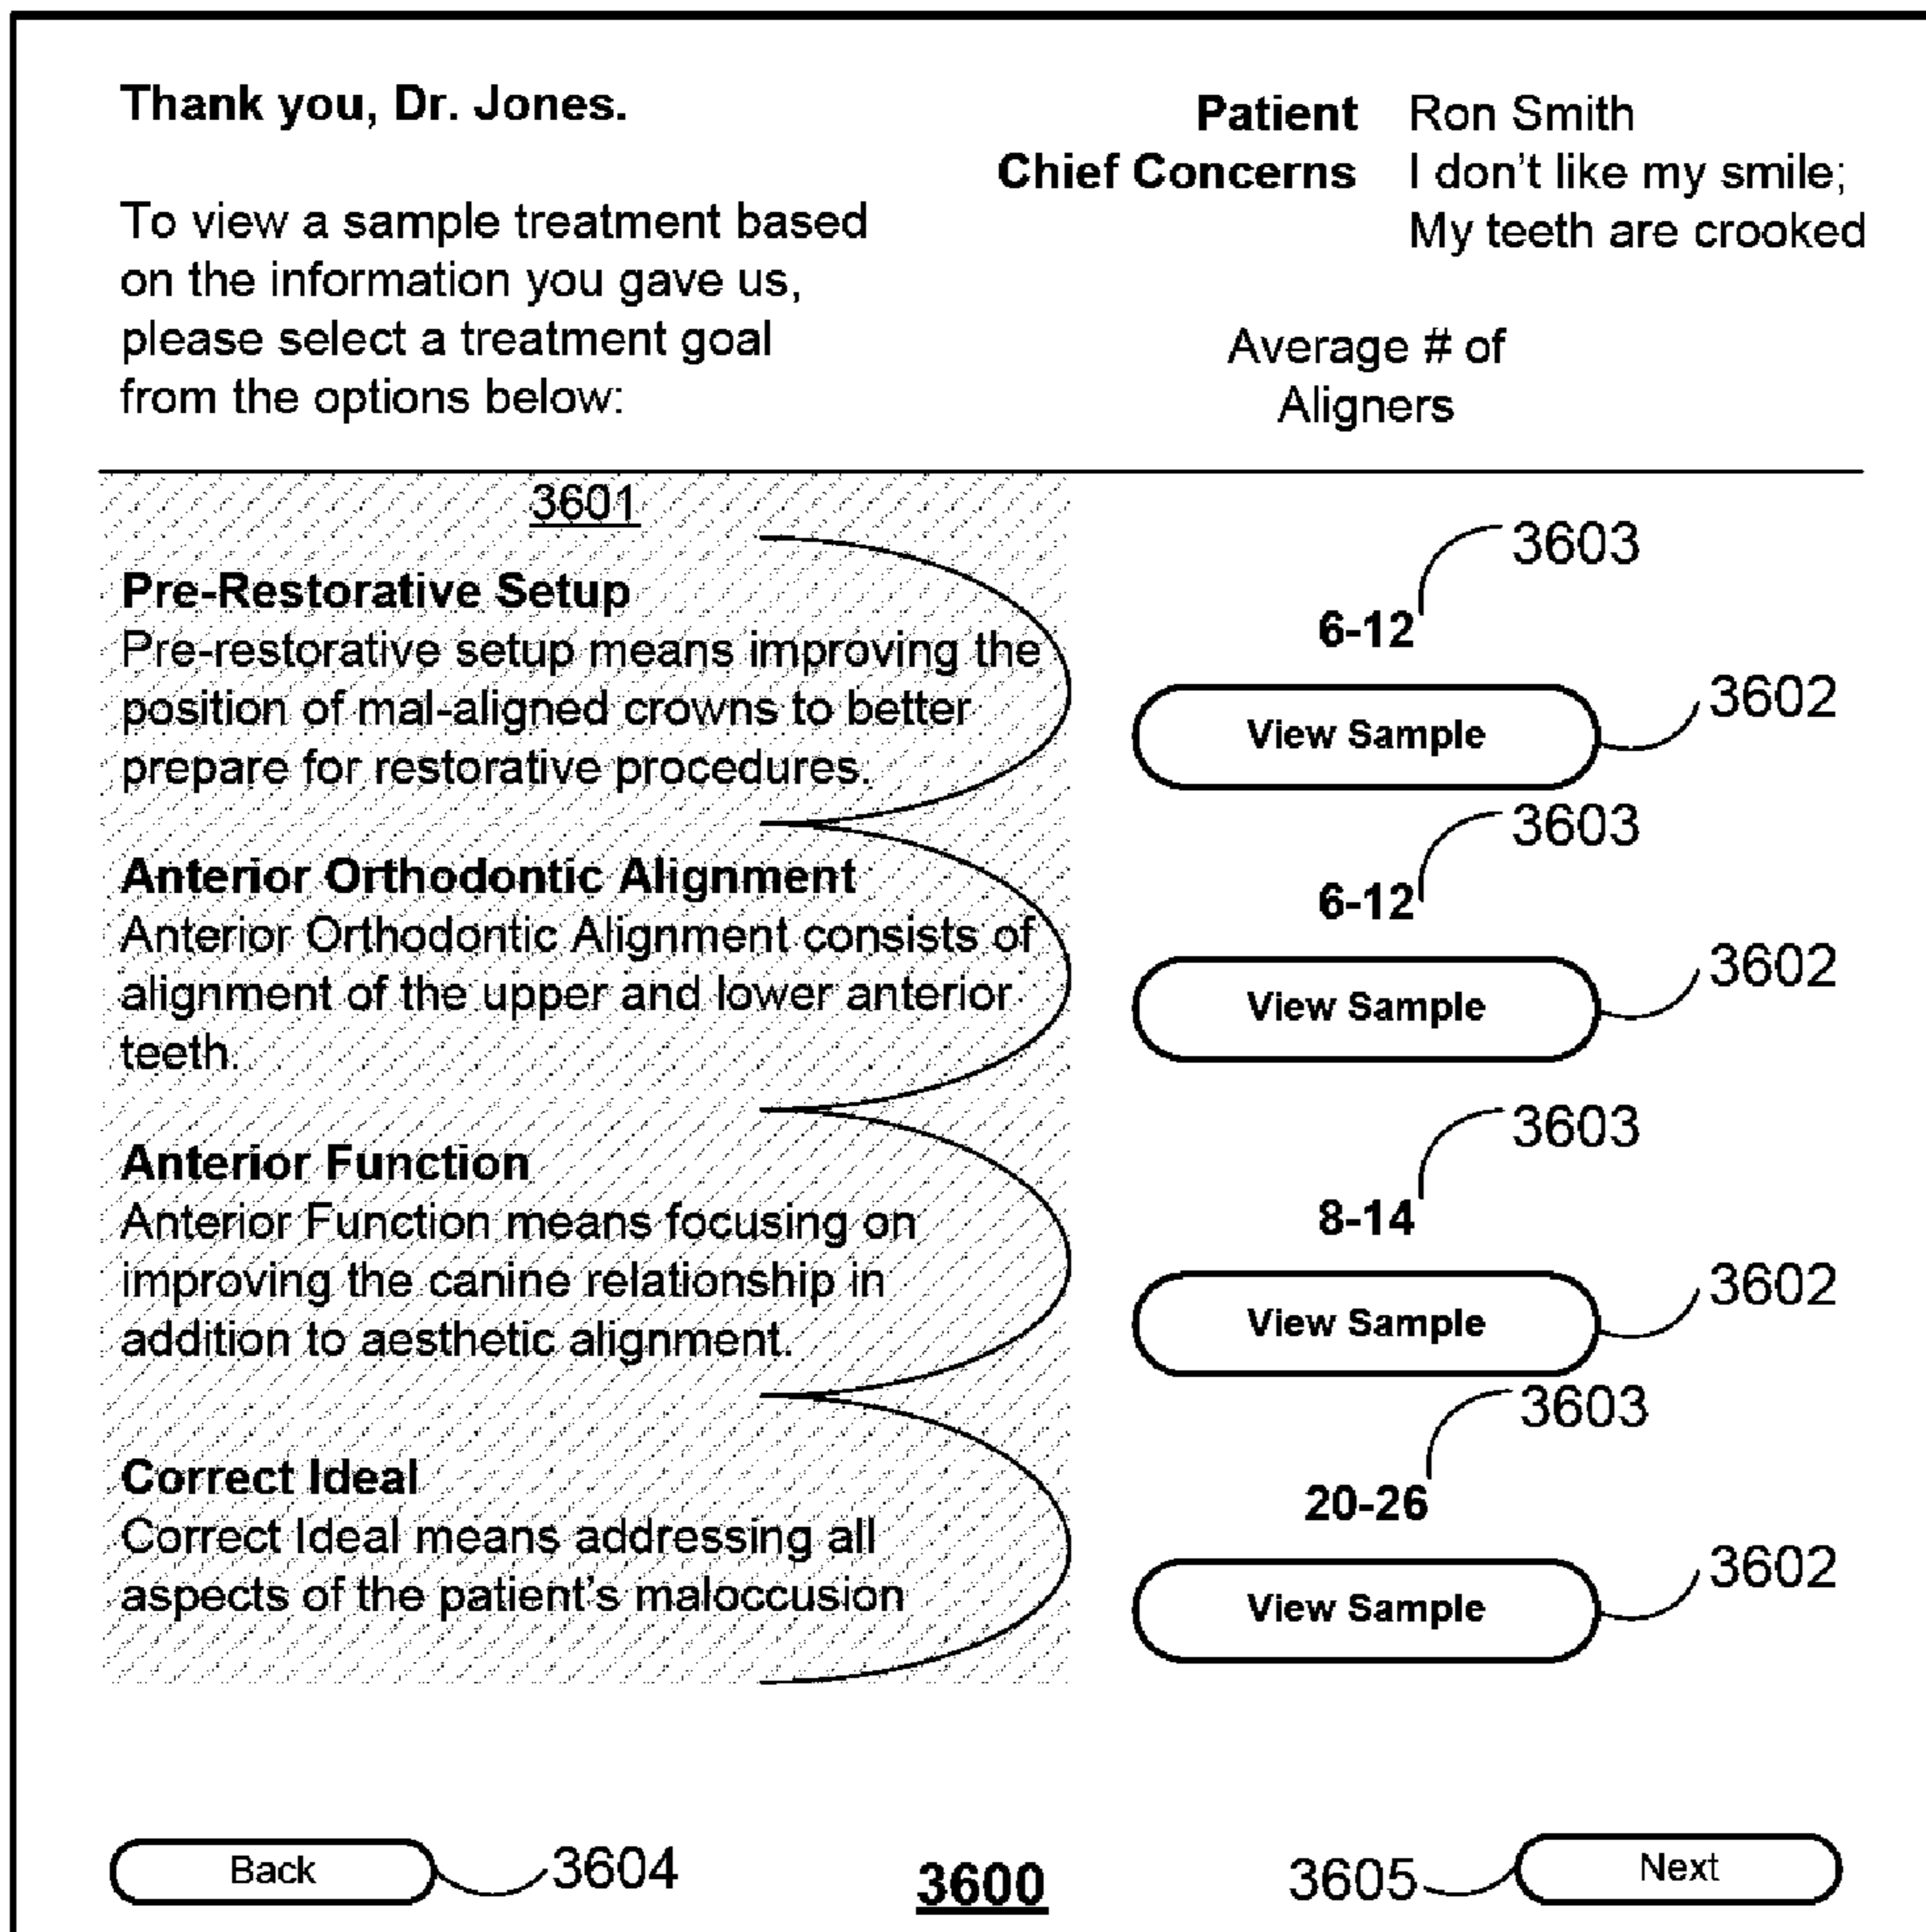 Thank you, Dr. Jones.
Patient Ron Smith
Chief Concerns I don't like my smile;
My teeth are crooked
To view a sample treatment based
on the information you gave us,
please select a treatment goal
from the options below:
Average # of
Aligners
3601
Pre-Restorative Setup
Pre-restorative setup means improving the
position of mal-aligned crowns to better
prepare for restorative procedures.
3603
6-12
View Sample 3602
Anterior Orthodontic Alignment
Anterior Orthodontic Alignment consists of
alignment of the upper and lower anterior
teeth.
3603
6-12
View Sample 3602
Anterior Function
Anterior Function means focusing on
improving the canine relationship in
addition to aesthetic alignment.
3603
8-14
View Sample 3602
Correct Ideal
Correct Ideal means addressing all
aspects of the patient's maloccusion
3603
20-26
View Sample 3602
Back 3604 3600 3605 Next